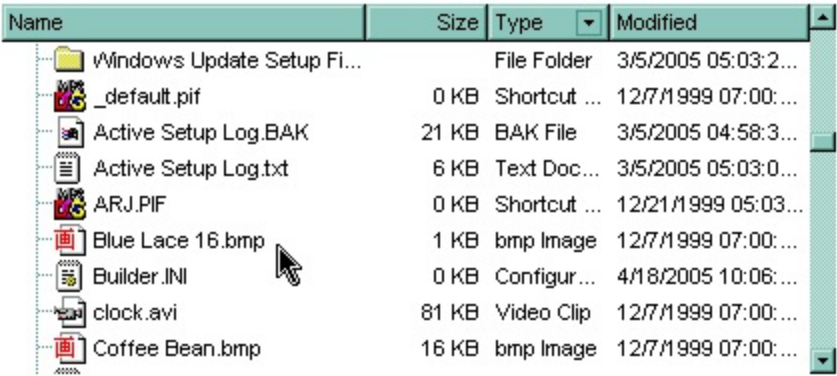 Name Size Type Modified
Windows Update Setup Fi... File Folder 3/5/2005 05:03:2...
_default.pif 0 KB Shortcut ... 12/7/1999 07:00:...
Active Setup Log.BAK 21 KB BAK File 3/5/2005 04:58:3...
Active Setup Log.txt 6 KB Text Doc... 3/5/2005 05:03:0...
ARJ.PIF 0 KB Shortcut ... 12/21/1999 05:03...
画 Blue Lace 16.bmp 1 KB bmp Image 12/7/1999 07:00:...
Builder.INI 0 KB Configur... 4/18/2005 10:06:...
clock.avi 81 KB Video Clip 12/7/1999 07:00:...
画 Coffee Bean.bmp 16 KB bmp Image 12/7/1999 07:00:...